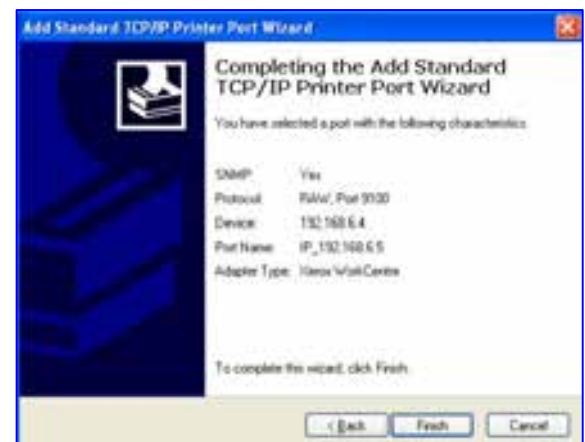 Add Standard TCP/IP Printer Port Wizard
Completing the Add Standard
TCP/IP Printer Port Wizard
You have selected a port with the following characteristics
SNMP: Yes
Protocol: RAW, Port 9100
Device: 192.168.6.4
Port Name: IP_192.168.6.5
Adapter Type: Xerox WorkCentre
To complete this wizard, click Finish.
< Back Finish Cancel